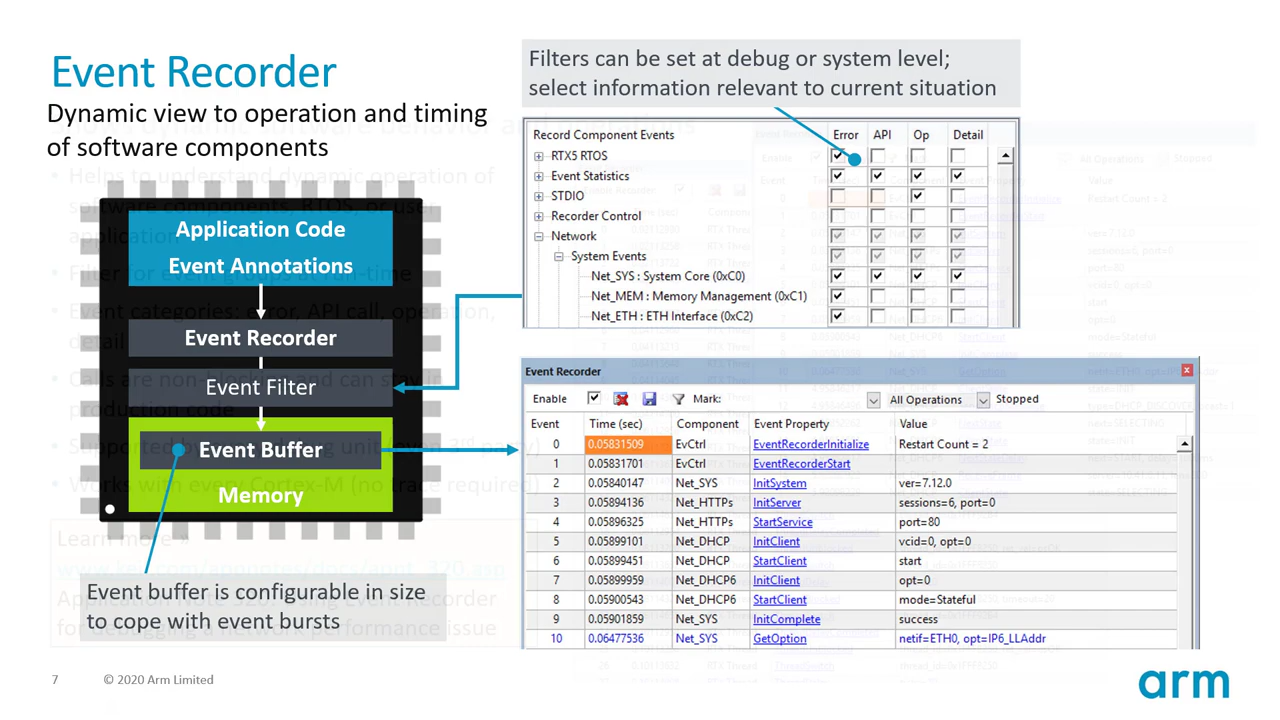 Event Recorder
Dynamic view to operation and timing
of software components
Filters can be set at debug or system level;
select information relevant to current situation
Record Component Events Error API Op Detail
RTX5 RTOS
Event Statistics
STDIO
Recorder Control
Network
System Events
Net_SYS : System Core (0xC0)
Net_MEM : Memory Management (0xC1)
Net_ETH : ETH Interface (0xC2)
Application Code
Event Annotations
Event Recorder
Event Filter
Event Buffer
Memory
Event buffer is configurable in size
to cope with event bursts
Event Recorder
Enable Mark: All Operations Stopped
Event Time (sec) Component Event Property Value
0 0.05831509 EvCtrl EventRecorderInitialize Restart Count = 2
1 0.05831701 EvCtrl EventRecorderStart
2 0.05840147 Net_SYS InitSystem ver=7.12.0
3 0.05894136 Net_HTTPs InitServer sessions=6, port=0
4 0.05896325 Net_HTTPs StartService port=80
5 0.05899101 Net_DHCP InitClient vcid=0, opt=0
6 0.05899451 Net_DHCP StartClient start
7 0.05899959 Net_DHCP6 InitClient opt=0
8 0.05900543 Net_DHCP6 StartClient mode=Stateful
9 0.05901859 Net_SYS InitComplete success
10 0.06477536 Net_SYS GetOption netif=ETH0, opt=IP6_LLAddr
Helps to understand dynamic operation of
Learn more »
7 © 2020 Arm Limited
arm